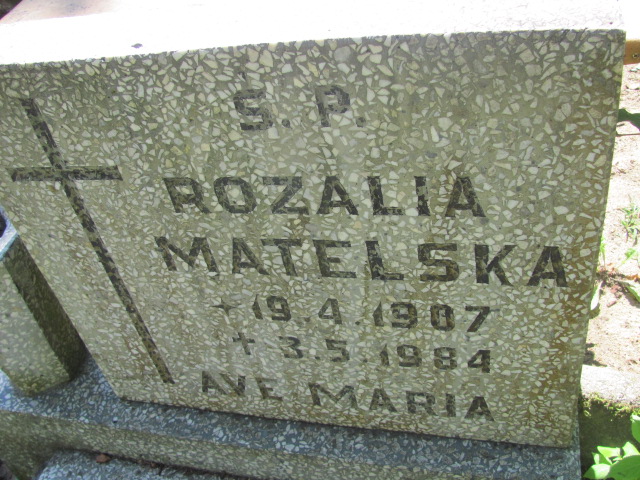 Ś. P.
ROZALIA
MATELSKA
+ 19.4.1907
+ 3.5.1984
AVE MARIA